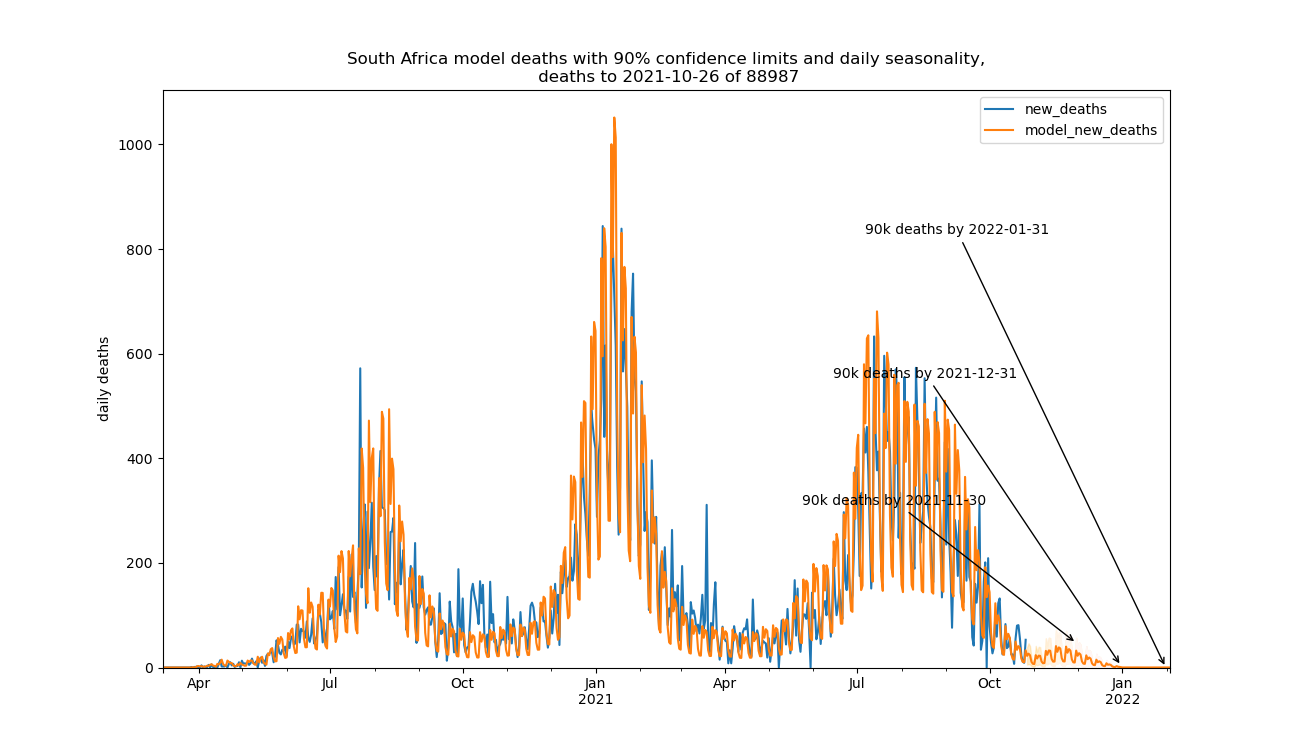 South Africa model deaths with 90% confidence limits and daily seasonality,
deaths to 2021-10-26 of 88987
new_deaths
model_new_deaths
1000
800
600
400
200
0
daily deaths
90k deaths by 2022-01-31
90k deaths by 2021-12-31
90k deaths by 2021-11-30
Apr
Jul
Oct
Jan
2021
Apr
Jul
Oct
Jan
2022